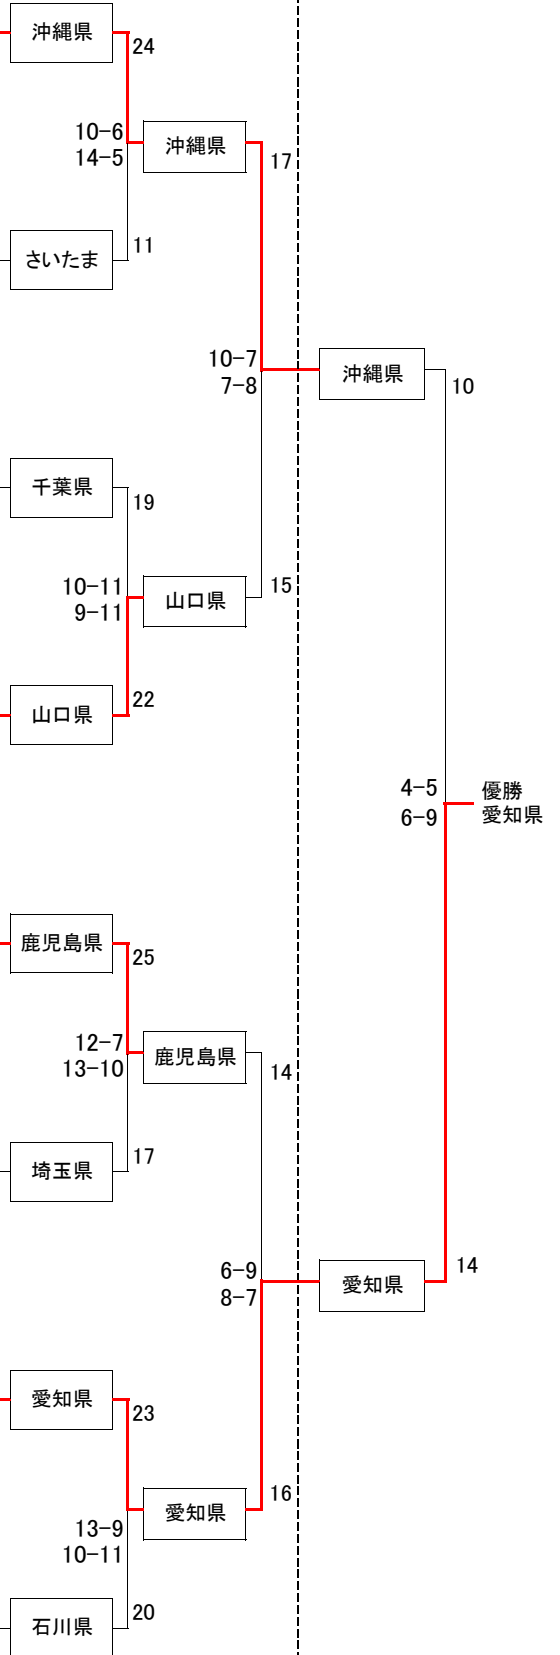 沖縄県
24
10-6
14-5
沖縄県
17
さいたま
11
10-7
7-8
沖縄県
10
千葉県
19
10-11
9-11
山口県
15
山口県
22
4-5
6-9
優勝
愛知県
鹿児島県
25
12-7
13-10
鹿児島県
14
埼玉県
17
6-9
8-7
愛知県
14
愛知県
23
13-9
10-11
愛知県
16
石川県
20